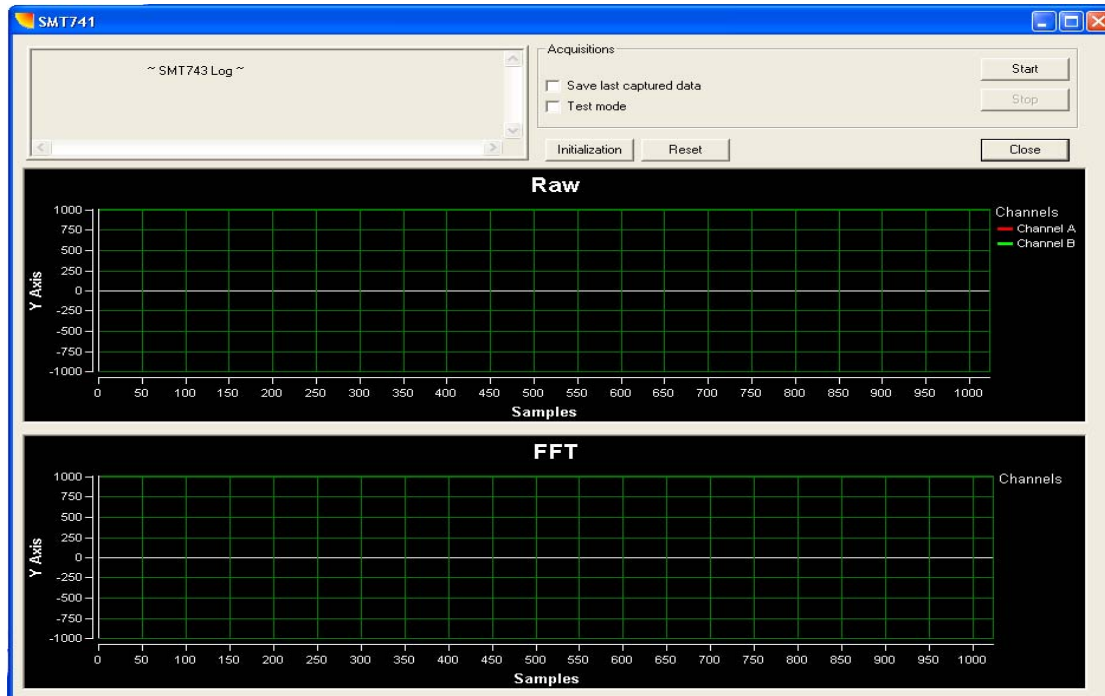 SMT741
~ SMT743 Log ~
Acquisitions
Save last captured data
Test mode
Start
Stop
Initialization
Reset
Close
Raw
Channels
Channel A
Channel B
Y Axis
1000
750
500
250
0
-250
-500
-750
-1000
0 50 100 150 200 250 300 350 400 450 500 550 600 650 700 750 800 850 900 950 1000
Samples
FFT
Channels
Y Axis
1000
750
500
250
0
-250
-500
-750
-1000
0 50 100 150 200 250 300 350 400 450 500 550 600 650 700 750 800 850 900 950 1000
Samples